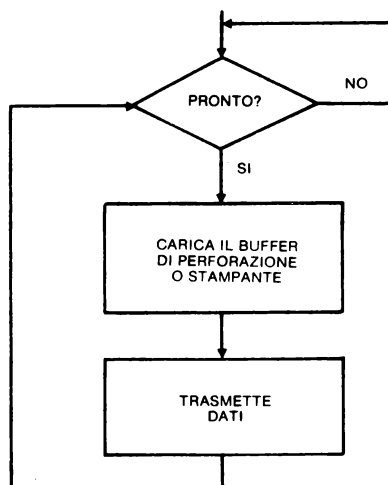 PRONTO?
NO
SI
CARICA IL BUFFER
DI PERFORAZIONE
O STAMPANTE
TRASMETTE
DATI